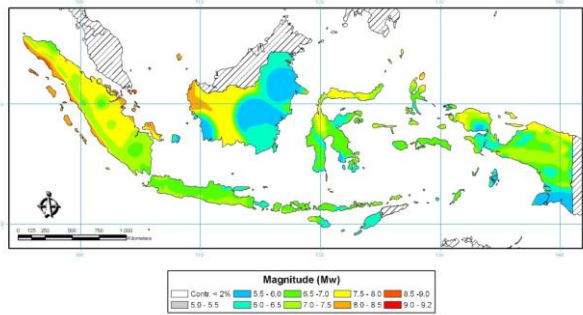 0 125 250 500 750 1.000
Kilometers
Magnitude (Mw)
Contr. < 2% 5.5 - 6.0 6.5 -7.0 7.5 - 8.0 8.5 -9.0
5.0 - 5.5 6.0 - 6.5 7.0 - 7.5 8.0 - 8.5 9.0 - 9.2